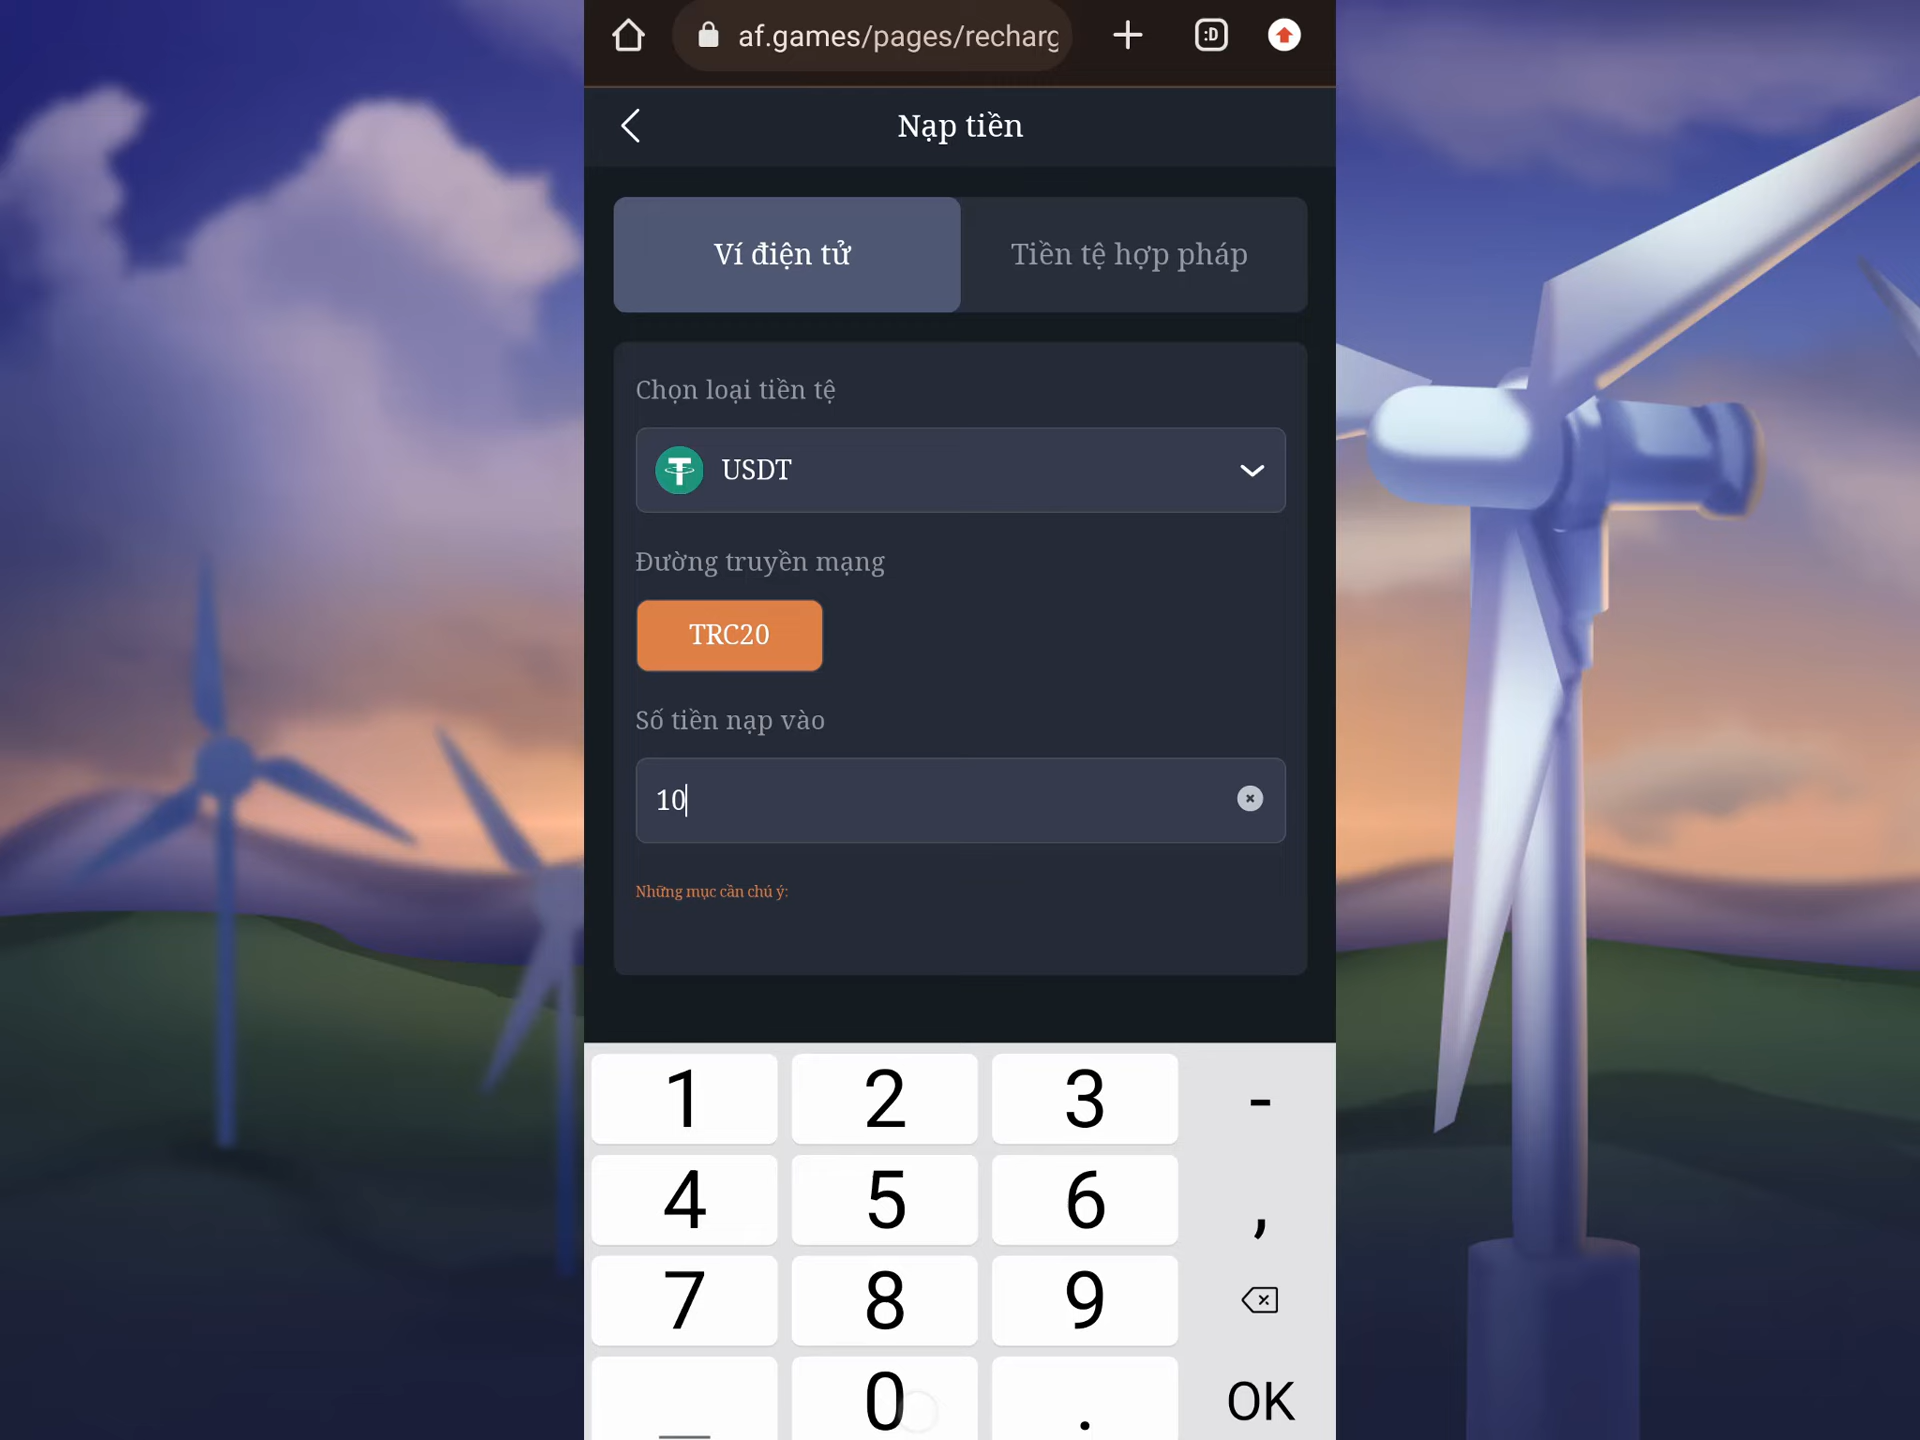 af.games/pages/recharg
:D
Nạp tiền
Ví điện tử
Tiền tệ hợp pháp
Chọn loại tiền tệ
USDT
Đường truyền mạng
TRC20
Số tiền nạp vào
10
Những mục cần chú ý:
1 2 3 -
4 5 6 ,
7 8 9
0 . OK